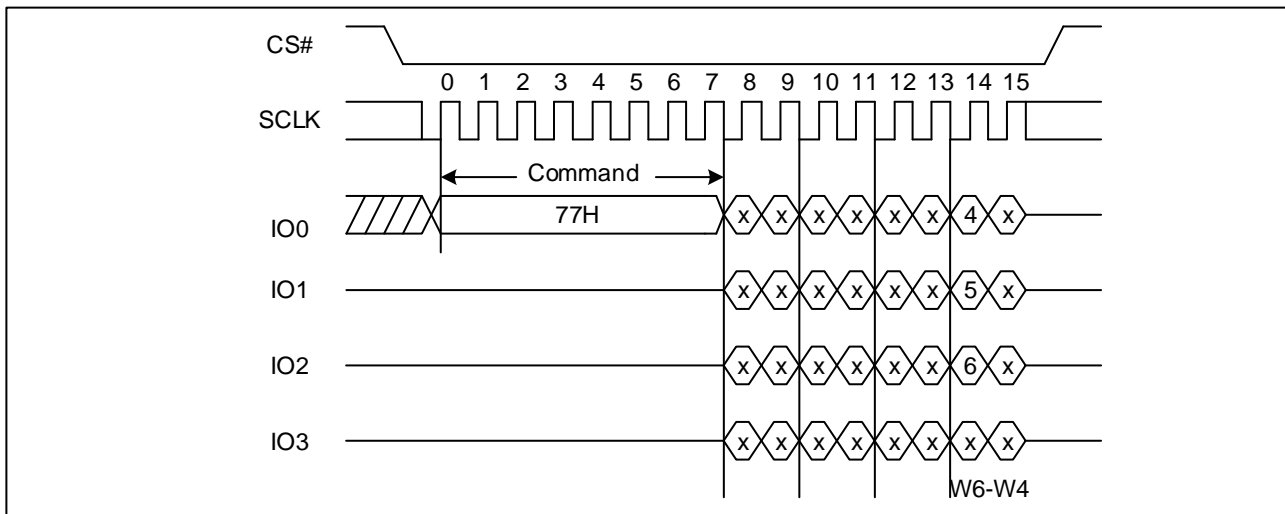 CS#
0 1 2 3 4 5 6 7 8 9 10 11 12 13 14 15
SCLK
Command
IO0 77H x x x x x x 4 x
IO1 x x x x x x 5 x
IO2 x x x x x x 6 x
IO3 x x x x x x x x
W6-W4